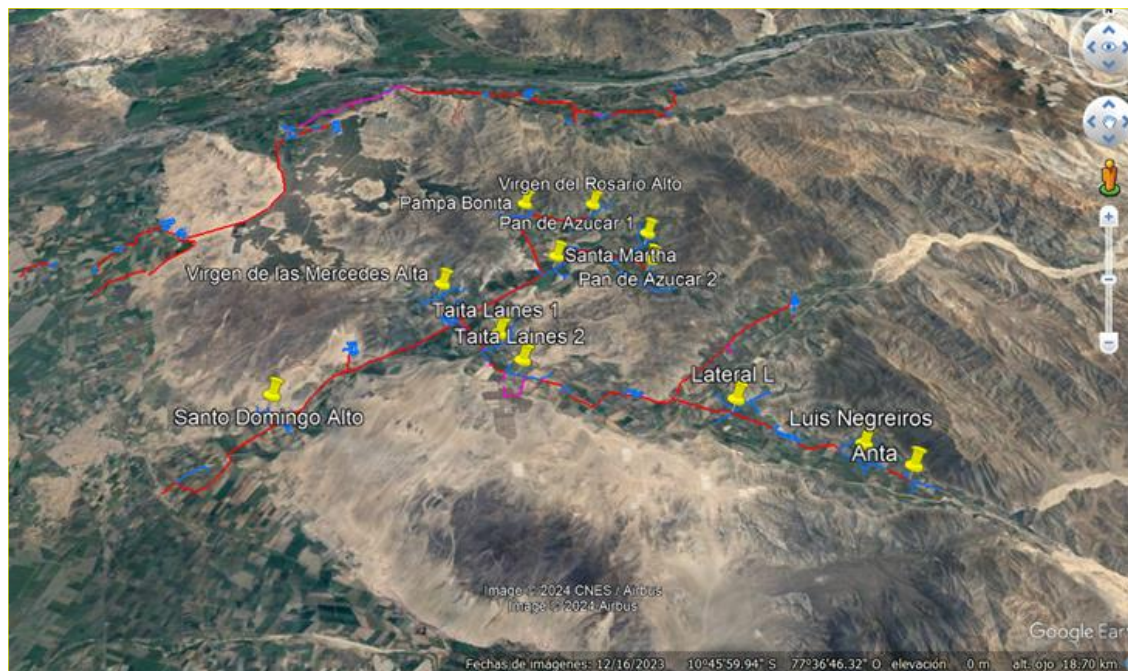 N
Virgen del Rosario Alto
Pampa Bonita
Pan de Azucar 1
Santa Martha
Virgen de las Mercedes Alta
Pan de Azucar 2
Taita Laines 1
Taita Laines 2
Lateral L
Santo Domingo Alto
Luis Negreiros
Anta
Image © 2024 CNES / Airbus
Image © 2024 Airbus
Google Eart
Fechas de imágenes: 12/16/2023 10°45'59.94" S 77°36'46.32" O elevación 0 m alt. ojo 18.70 km